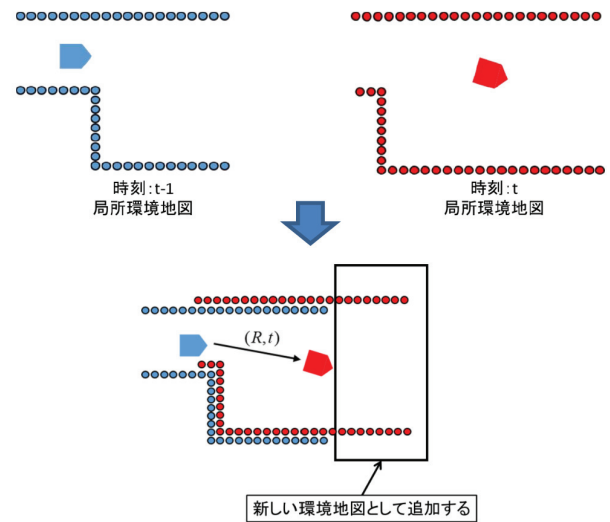 時刻:t-1
局所環境地図
時刻:t
局所環境地図
(R,t)
新しい環境地図として追加する